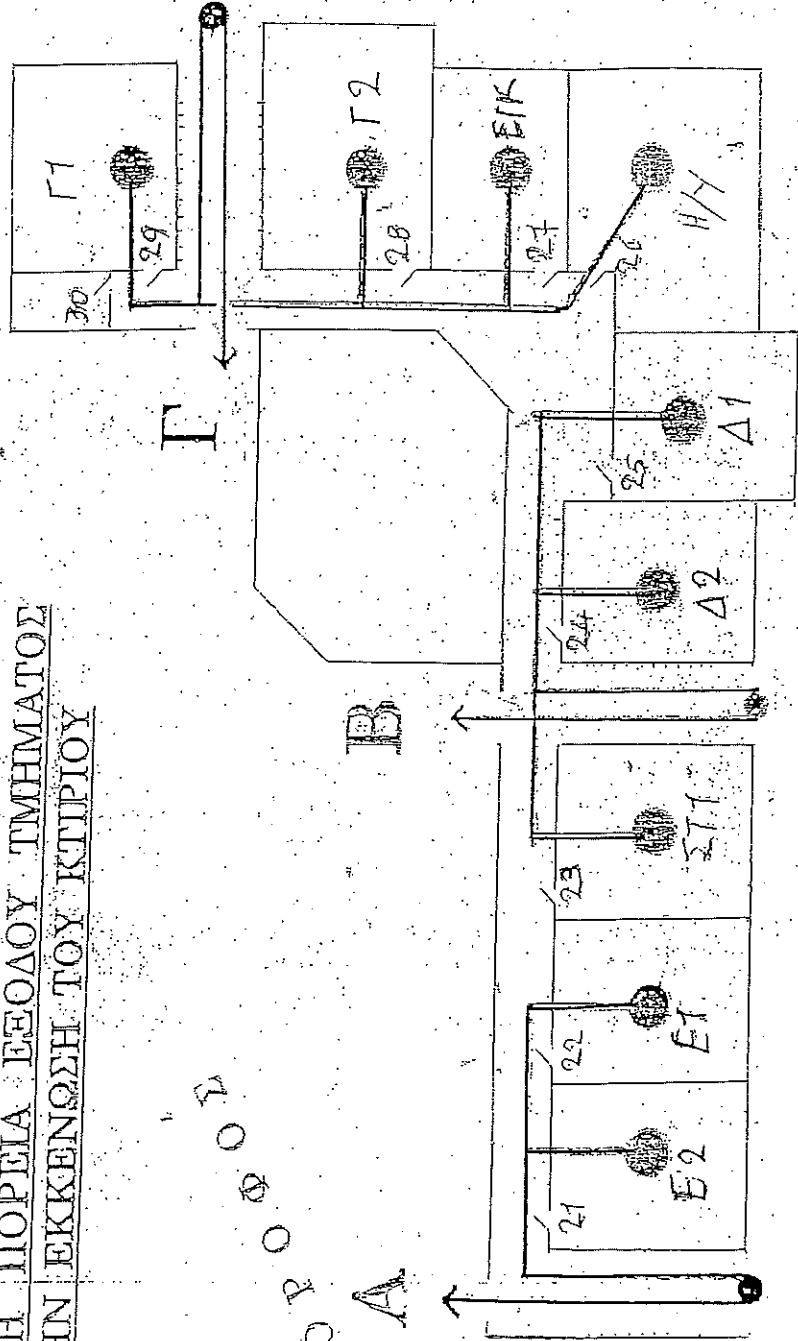 Η ΠΟΡΕΙΑ ΕΞΟΔΟΥ ΤΜΗΜΑΤΟΣ
ΗΝ ΕΚΚΕΝΩΣΗ ΤΟΥ ΚΤΙΡΙΟΥ
ΟΡΟΦΟΣ
Α
Β
Γ
Γ1
30
29
Γ2
28
ΕΙΚ
27
Η/Υ
26
Δ1
25
Δ2
24
ΣΤ1
23
Ε1
22
Ε2
21